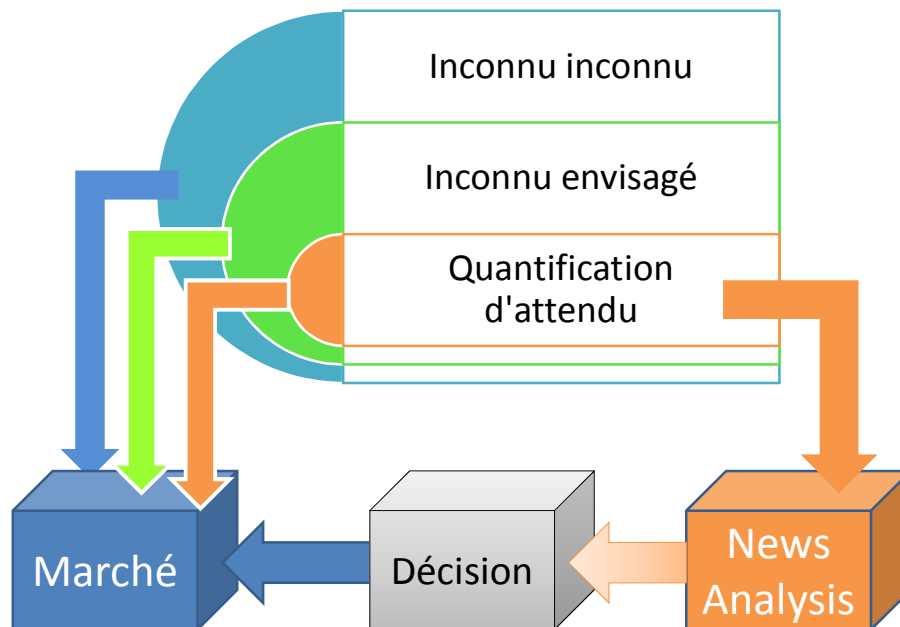 Inconnu inconnu
Inconnu envisagé
Quantification
d'attendu
Marché
Décision
News
Analysis